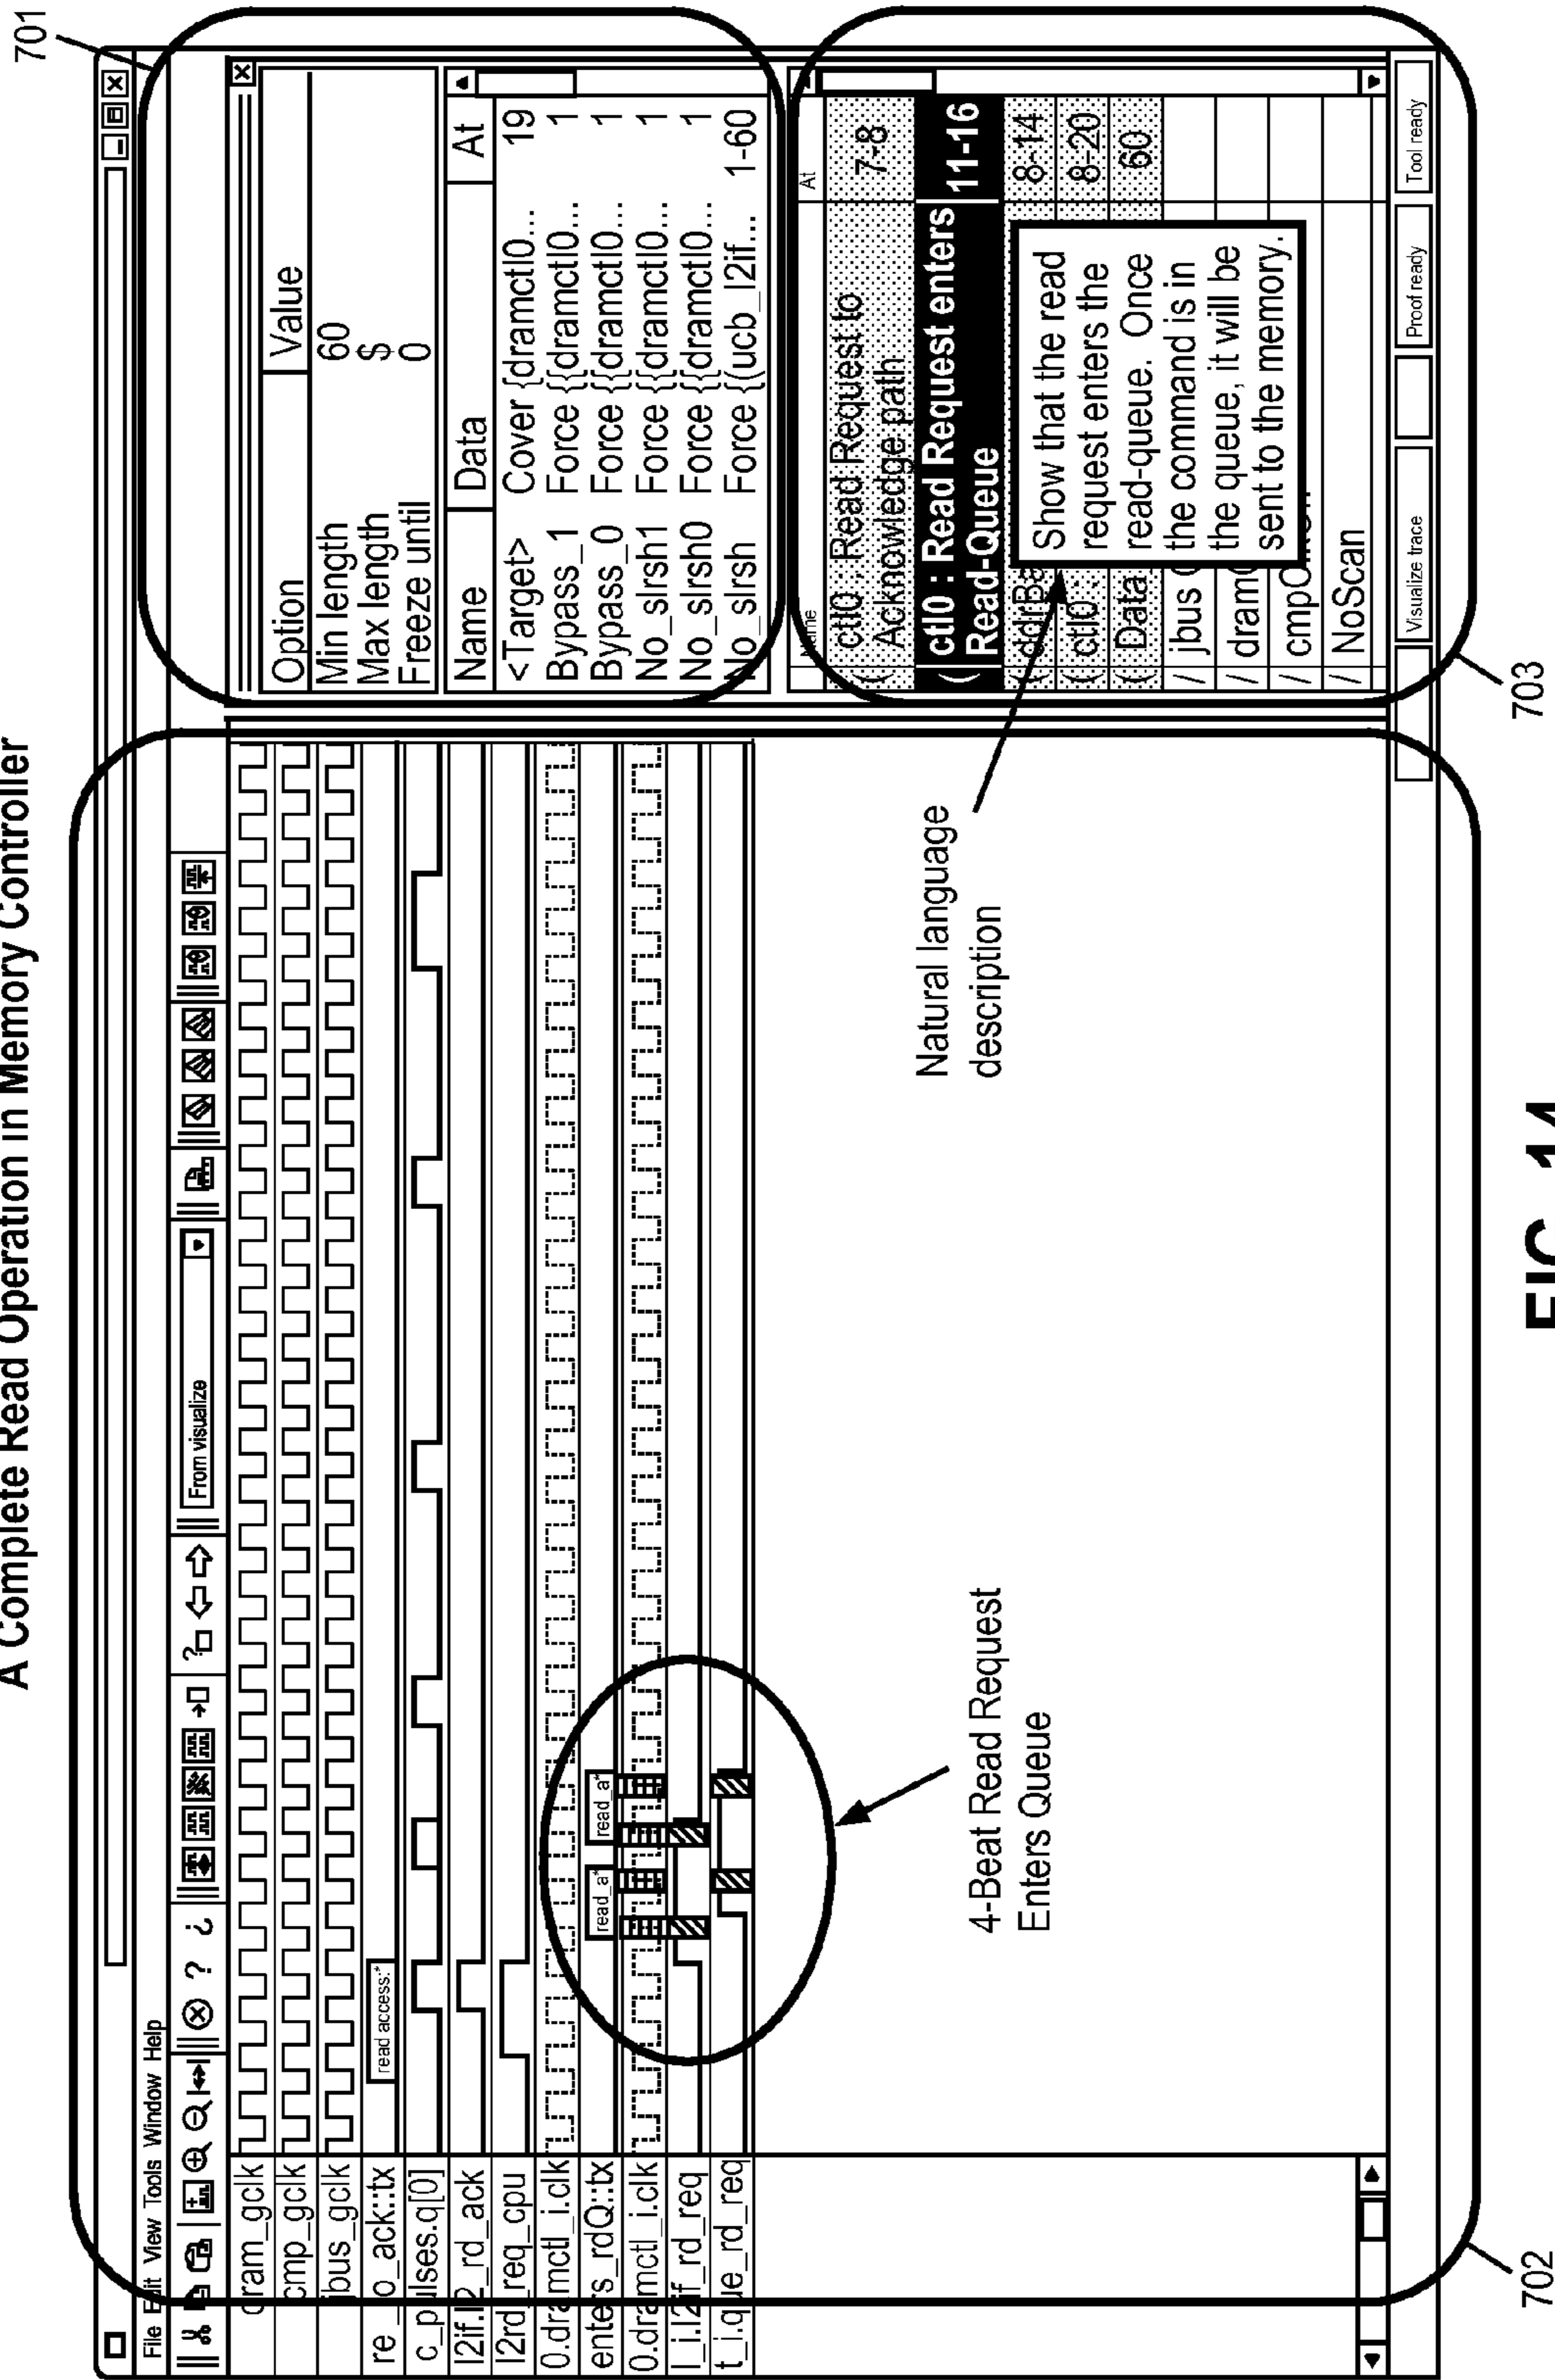 A Complete Read Operation in Memory Controller
701
File Edit View Tools Window Help
From visualize
dram_gclk
cmp_gclk
jbus_gclk
re
o_ack::tx
read access:*
c_pulses.q[0]
l2if.l2_rd_ack
l2rd_req_cpu
0.dramctl_i.clk
enters_rdQ::tx
read_a*
read_a*
0.dramctl_i.clk
l_i.l2if_rd_req
t_i.que_rd_req
4-Beat Read Request
Enters Queue
Natural language
description
Option Value
Min length 60
Max length $
Freeze until 0
Name Data At
<Target> Cover {dramctl0... 19
Bypass_1 Force {{dramctl0... 1
Bypass_0 Force {{dramctl0... 1
No_slrsh1 Force {{dramctl0... 1
No_slrsh0 Force {{dramctl0... 1
No_slrsh Force {(ucb_l2if... 1-60
Name At
( ctl0 : Read Request to 7-8
Acknowledge path
( ctl0 : Read Request enters 11-16
Read-Queue
8-14
( ctl0 : 8-20
( Data 60
/ jbus
/ dram
/
/ NoScan
Show that the read
request enters the
read-queue. Once
the command is in
the queue, it will be
sent to the memory.
Visualize trace Proof ready Tool ready
702
703
FIG. 14